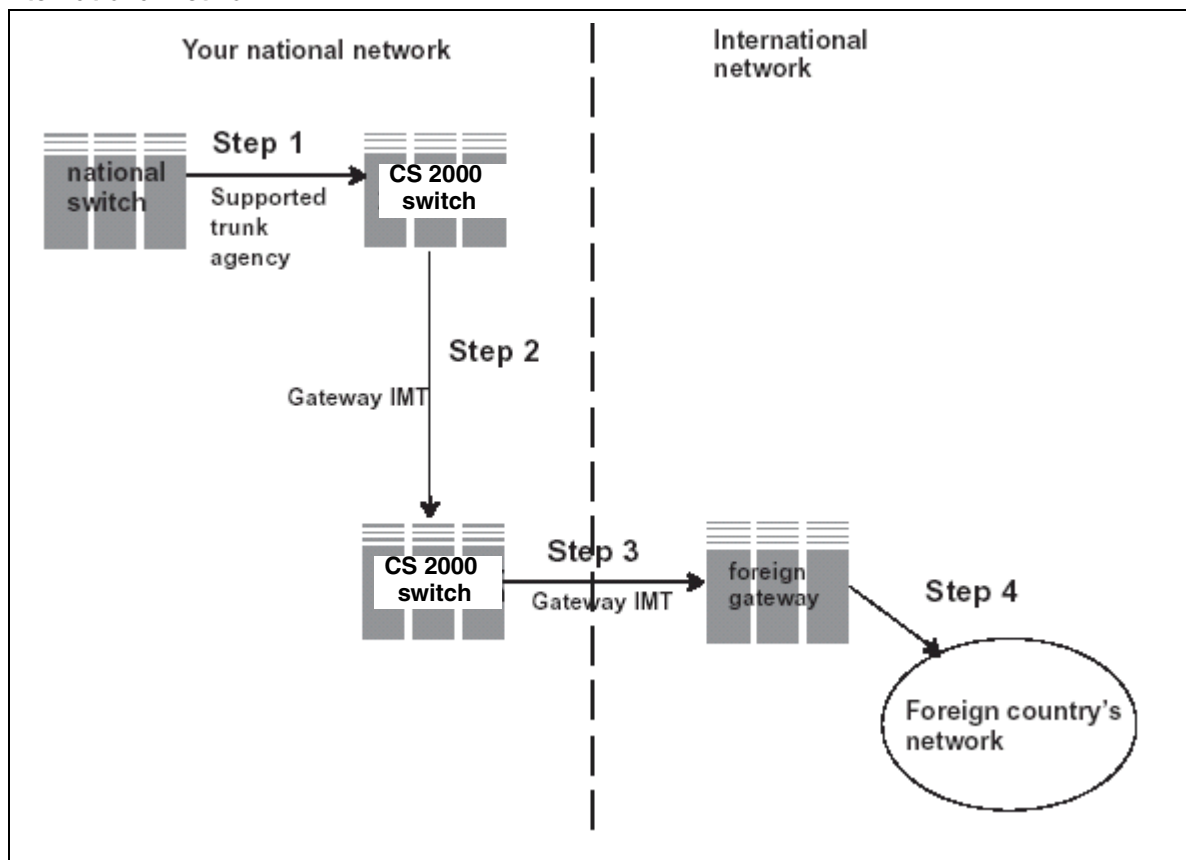 Your national network
International
network
national
switch
Step 1
Supported
trunk
agency
CS 2000
switch
Step 2
Gateway IMT
CS 2000
switch
Step 3
Gateway IMT
foreign
gateway
Step 4
Foreign country's
network